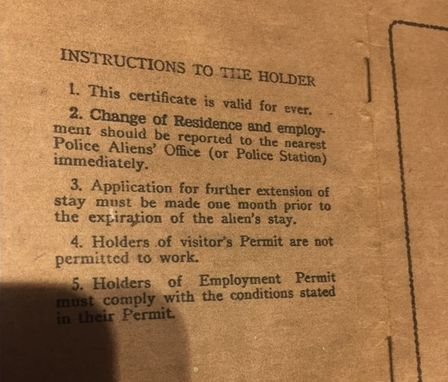 INSTRUCTIONS TO THE HOLDER
1. This certificate is valid for ever.
2. Change of Residence and employ-
ment should be reported to the nearest
Police Aliens' Office (or Police Station)
immediately.
3. Application for further extension of
stay must be made one month prior to
the expiration of the alien's stay.
4. Holders of visitor's Permit are not
permitted to work.
5. Holders of Employment Permit
must comply with the conditions stated
in their Permit.